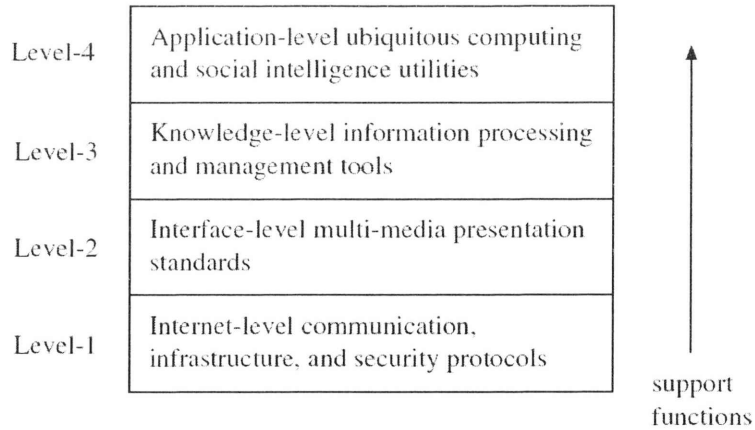 Level-4
Application-level ubiquitous computing
and social intelligence utilities
Level-3
Knowledge-level information processing
and management tools
Level-2
Interface-level multi-media presentation
standards
Level-1
Internet-level communication,
infrastructure, and security protocols
support
functions